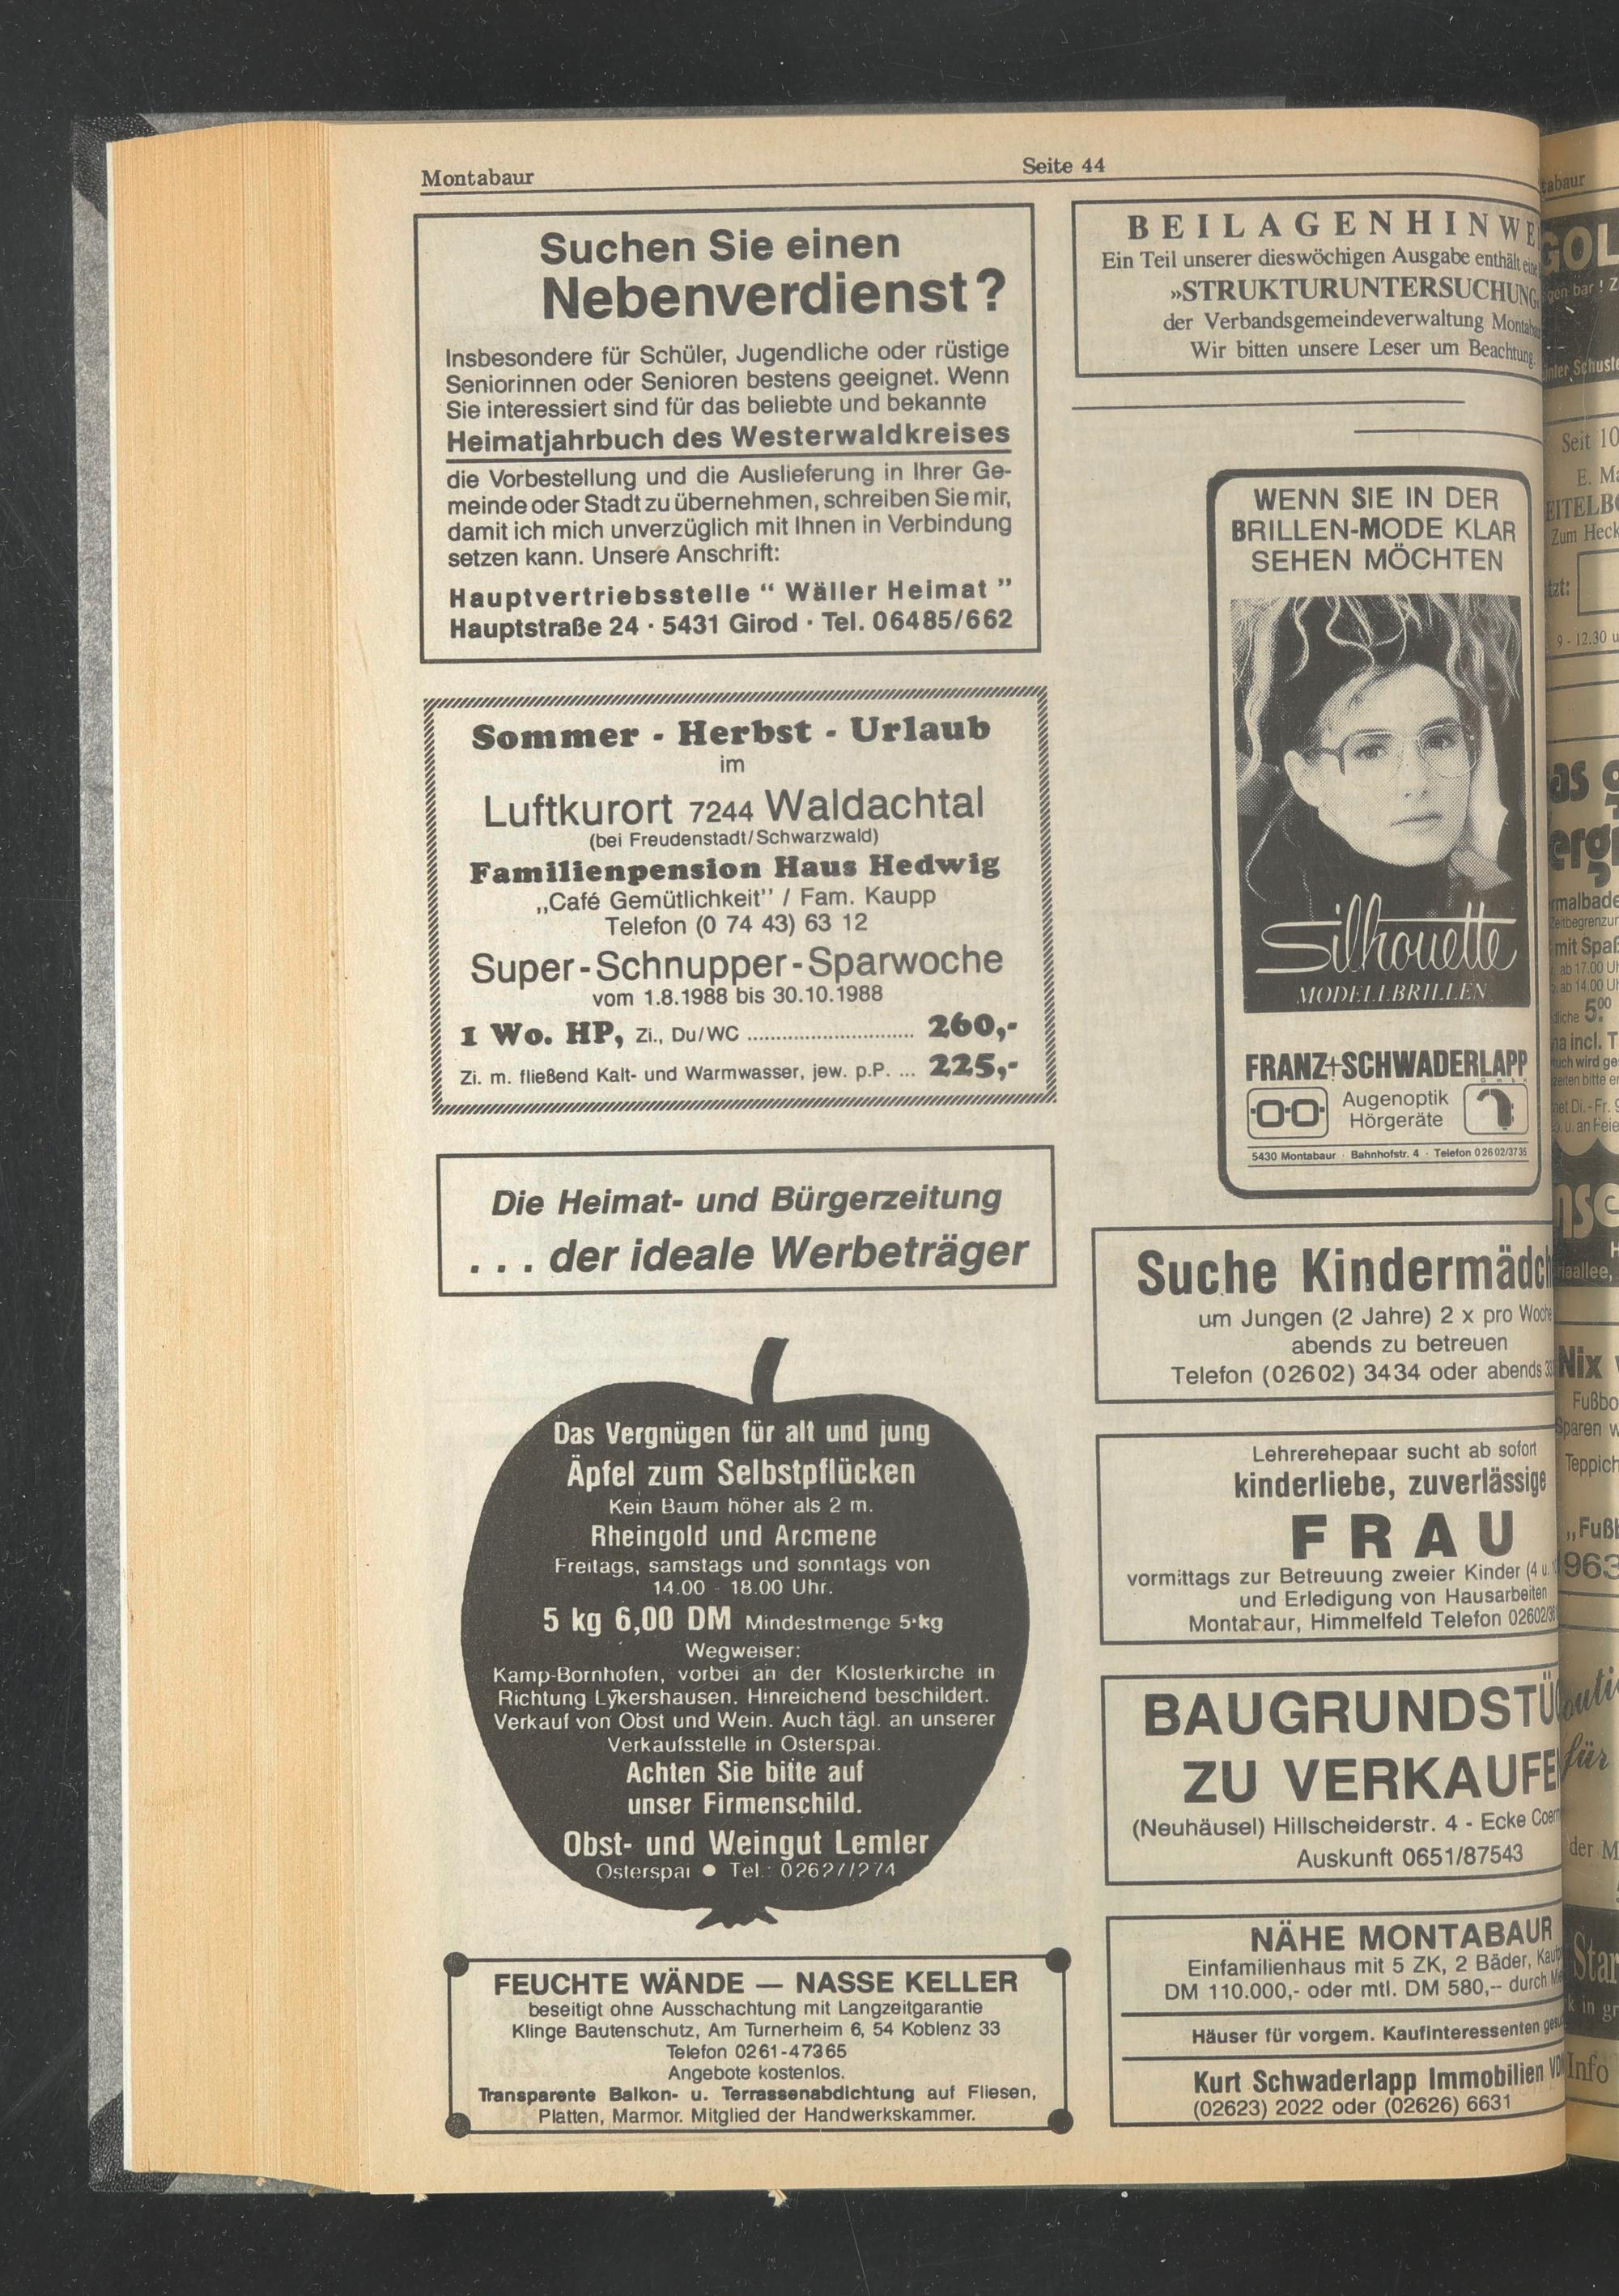 Montabaur
Seite 44
Suchen Sie einen
Nebenverdienst?
Insbesondere für Schüler, Jugendliche oder rüstige
Seniorinnen oder Senioren bestens geeignet. Wenn
Sie interessiert sind für das beliebte und bekannte
Heimatjahrbuch des Westerwaldkreises
die Vorbestellung und die Auslieferung in Ihrer Ge-
meinde oder Stadt zu übernehmen, schreiben Sie mir,
damit ich mich unverzüglich mit Ihnen in Verbindung
setzen kann. Unsere Anschrift:
Hauptvertriebsstelle “ Wäller Heimat ”
Hauptstraße 24 · 5431 Girod · Tel. 06485/662
Sommer - Herbst - Urlaub
im
Luftkurort 7244 Waldachtal
(bei Freudenstadt/Schwarzwald)
Familienpension Haus Hedwig
„Café Gemütlichkeit” / Fam. Kaupp
Telefon (0 74 43) 63 12
Super-Schnupper-Sparwoche
vom 1.8.1988 bis 30.10.1988
1 Wo. HP, Zi., Du/WC ............................ 260,-
Zi. m. fließend Kalt- und Warmwasser, jew. p.P. ... 225,-
Die Heimat- und Bürgerzeitung
. . . der ideale Werbeträger
Das Vergnügen für alt und jung
Äpfel zum Selbstpflücken
Kein Baum höher als 2 m.
Rheingold und Arcmene
Freitags, samstags und sonntags von
14.00 - 18.00 Uhr.
5 kg 6,00 DM Mindestmenge 5 kg
Wegweiser:
Kamp-Bornhofen, vorbei an der Klosterkirche in
Richtung Lykershausen. Hinreichend beschildert.
Verkauf von Obst und Wein. Auch tägl. an unserer
Verkaufsstelle in Osterspai.
Achten Sie bitte auf
unser Firmenschild.
Obst- und Weingut Lemler
Osterspai ● Tel.: 02627/274
FEUCHTE WÄNDE — NASSE KELLER
beseitigt ohne Ausschachtung mit Langzeitgarantie
Klinge Bautenschutz, Am Turnerheim 6, 54 Koblenz 33
Telefon 0261-47365
Angebote kostenlos.
Transparente Balkon- u. Terrassenabdichtung auf Fliesen,
Platten, Marmor. Mitglied der Handwerkskammer.
BEILAGENHINWE
Ein Teil unserer dieswöchigen Ausgabe enthält eine
»STRUKTURUNTERSUCHUNG
der Verbandsgemeindeverwaltung Montabau
Wir bitten unsere Leser um Beachtung.
WENN SIE IN DER
BRILLEN-MODE KLAR
SEHEN MÖCHTEN
Silhouette
MODELLBRILLEN
FRANZ+SCHWADERLAPP
GMBH
Augenoptik
Hörgeräte
5430 Montabaur · Bahnhofstr. 4 · Telefon 02602/3735
Suche Kindermädch
um Jungen (2 Jahre) 2 x pro Woche
abends zu betreuen
Telefon (02602) 3434 oder abends
Lehrerehepaar sucht ab sofort
kinderliebe, zuverlässige
FRAU
vormittags zur Betreuung zweier Kinder (4 u.
und Erledigung von Hausarbeiten
Montabaur, Himmelfeld Telefon 02602/
BAUGRUNDSTÜ
ZU VERKAUFE
(Neuhäusel) Hillscheiderstr. 4 - Ecke
Auskunft 0651/87543
NÄHE MONTABAUR
Einfamilienhaus mit 5 ZK, 2 Bäder,
DM 110.000,- oder mtl. DM 580,-- durch
Häuser für vorgem. Kaufinteressenten
Kurt Schwaderlapp Immobilien
(02623) 2022 oder (02626) 6631